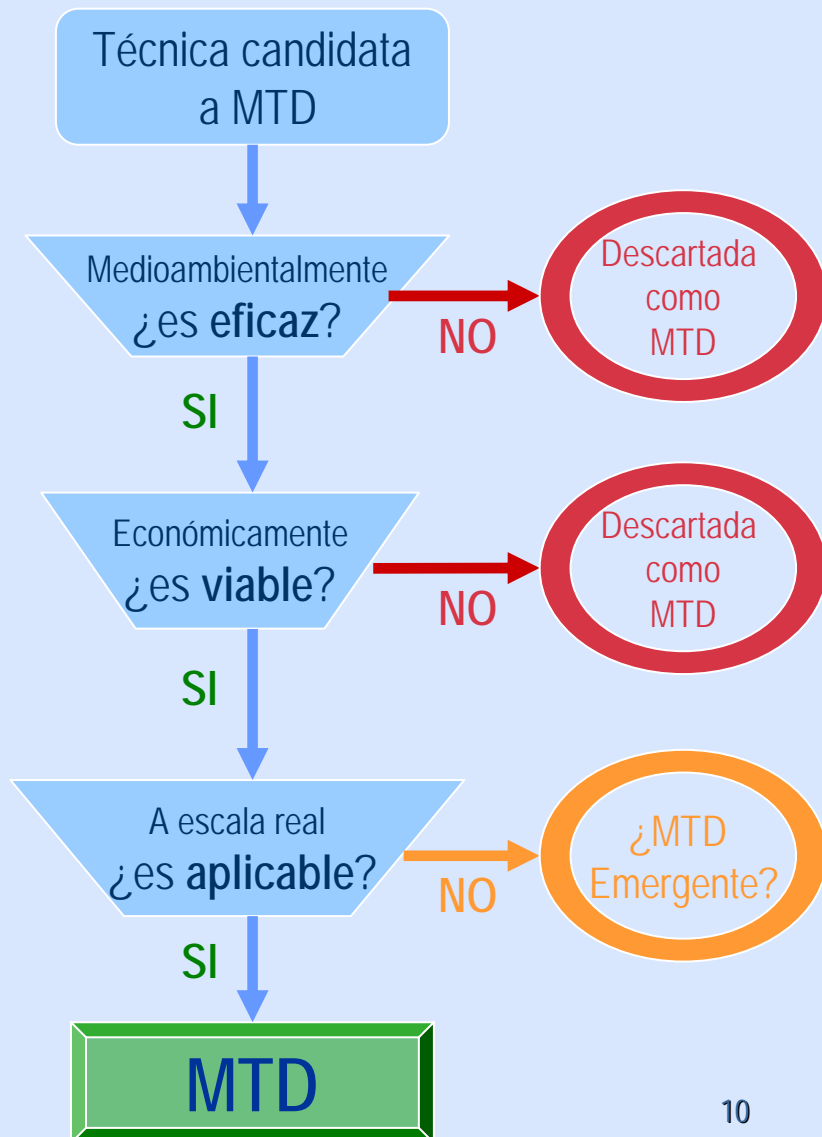 Técnica candidata
a MTD
Medioambientalmente
¿es eficaz?
NO
Descartada
como
MTD
SI
Económicamente
¿es viable?
NO
Descartada
como
MTD
SI
A escala real
¿es aplicable?
NO
¿MTD
Emergente?
SI
MTD
10